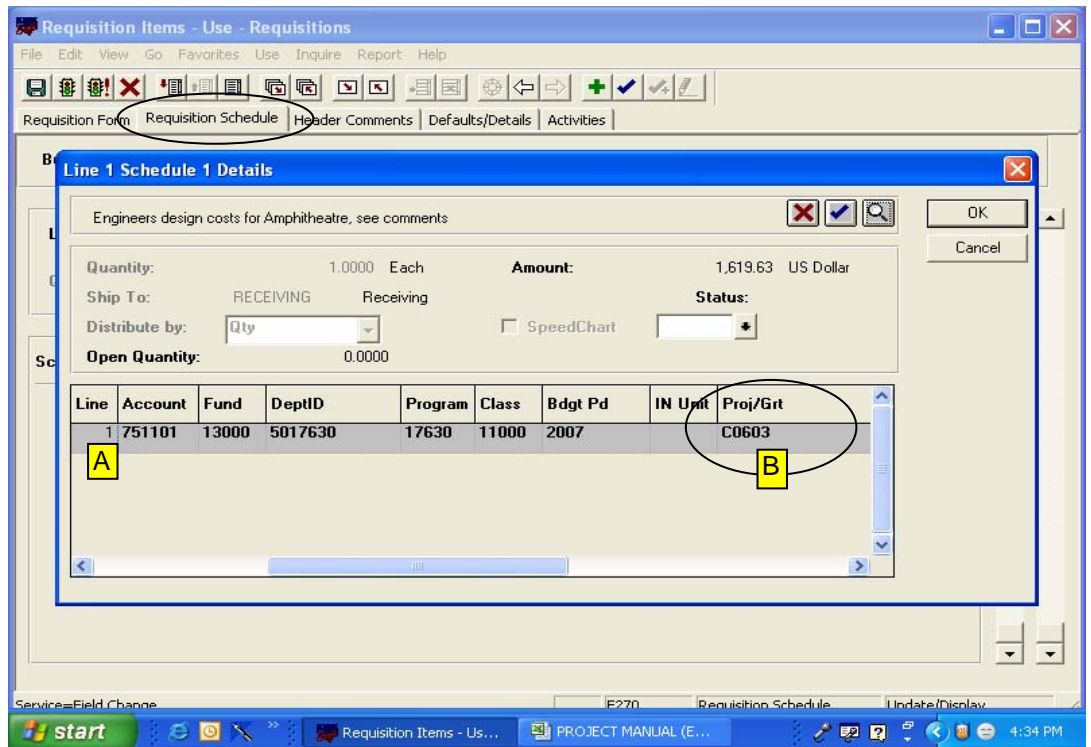 Requisition Items - Use - Requisitions
File Edit View Go Favorites Use Inquire Report Help
Requisition Form Requisition Schedule Header Comments Defaults/Details Activities
Line 1 Schedule 1 Details
Engineers design costs for Amphitheatre, see comments
OK
Cancel
Quantity: 1.0000 Each Amount: 1,619.63 US Dollar
Ship To: RECEIVING Receiving Status:
Distribute by: Qty SpeedChart
Open Quantity: 0.0000
Sc
Line Account Fund DeptID Program Class Bdgt Pd IN Unit Proj/Grt
1 751101 13000 5017630 17630 11000 2007 C0603
A
B
Service=Field Change F270 Requisition Schedule Update/Display
start Requisition Items - Us... PROJECT MANUAL (E... 4:34 PM